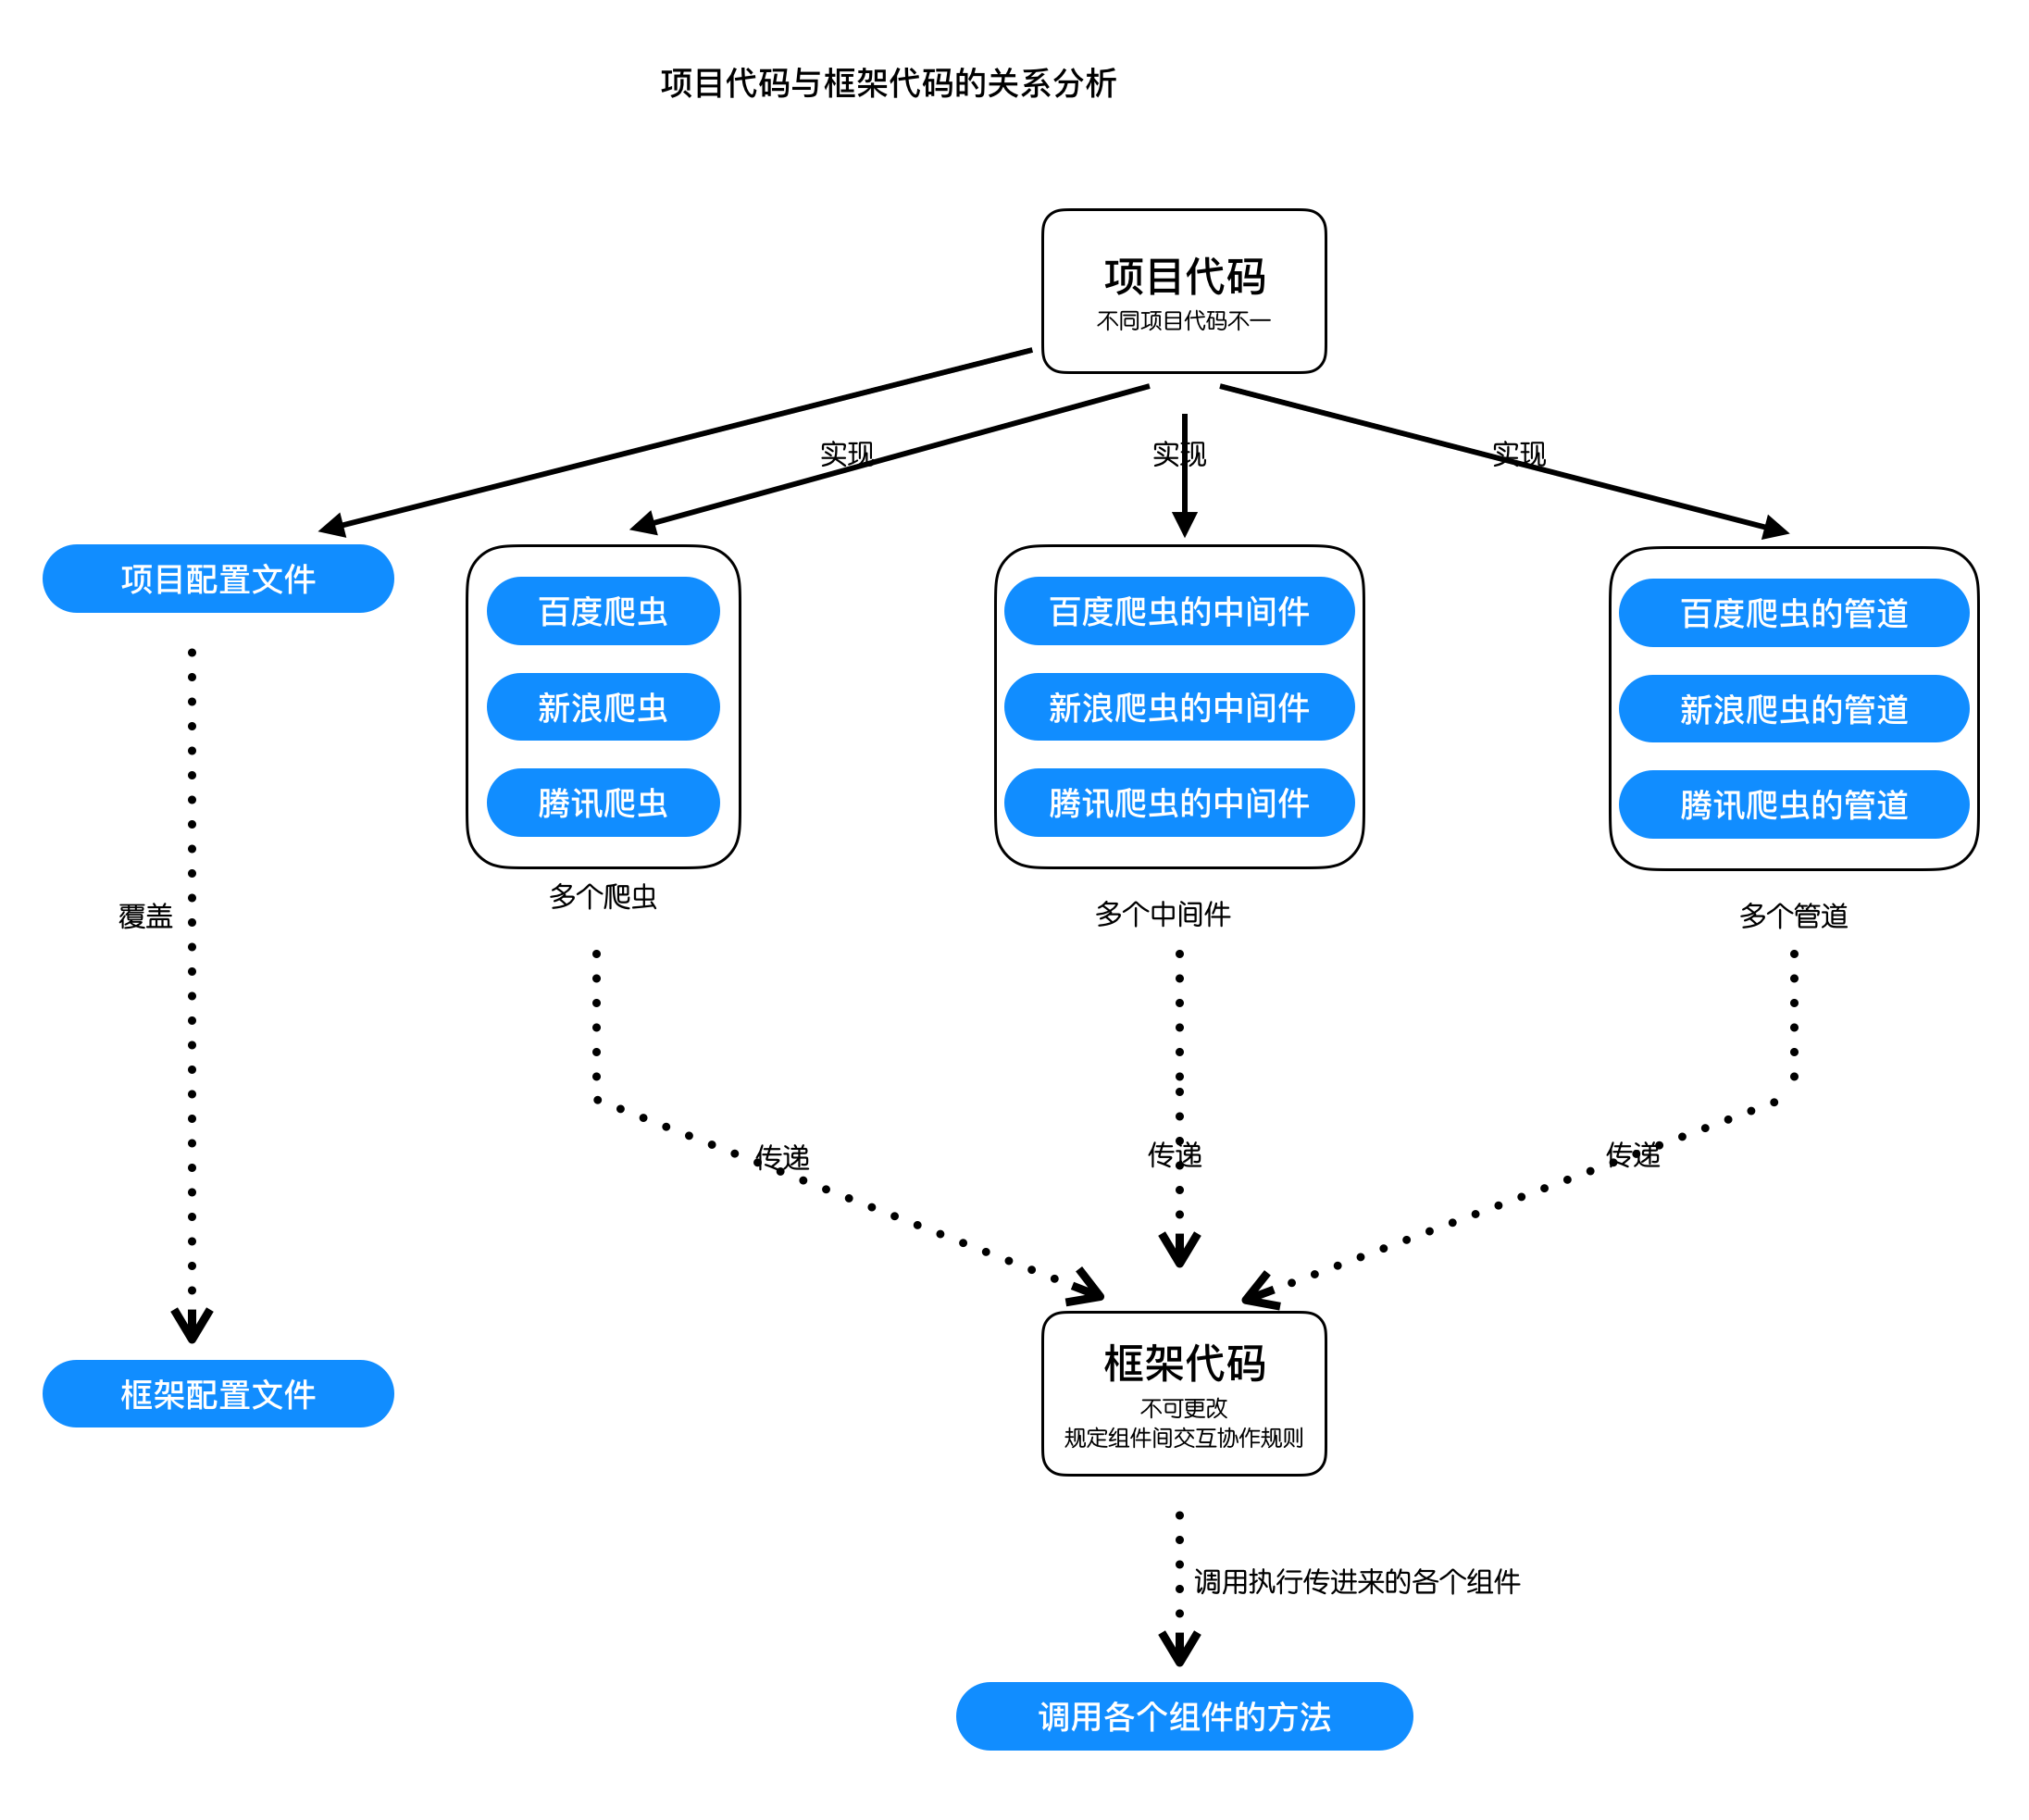 项目代码与框架代码的关系分析
项目代码
不同项目代码不一
实现
实现
实现
项目配置文件
百度爬虫
新浪爬虫
腾讯爬虫
多个爬虫
百度爬虫的中间件
新浪爬虫的中间件
腾讯爬虫的中间件
多个中间件
百度爬虫的管道
新浪爬虫的管道
腾讯爬虫的管道
多个管道
覆盖
传递
传递
传递
框架配置文件
框架代码
不可更改
规定组件间交互协作规则
调用执行传进来的各个组件
调用各个组件的方法